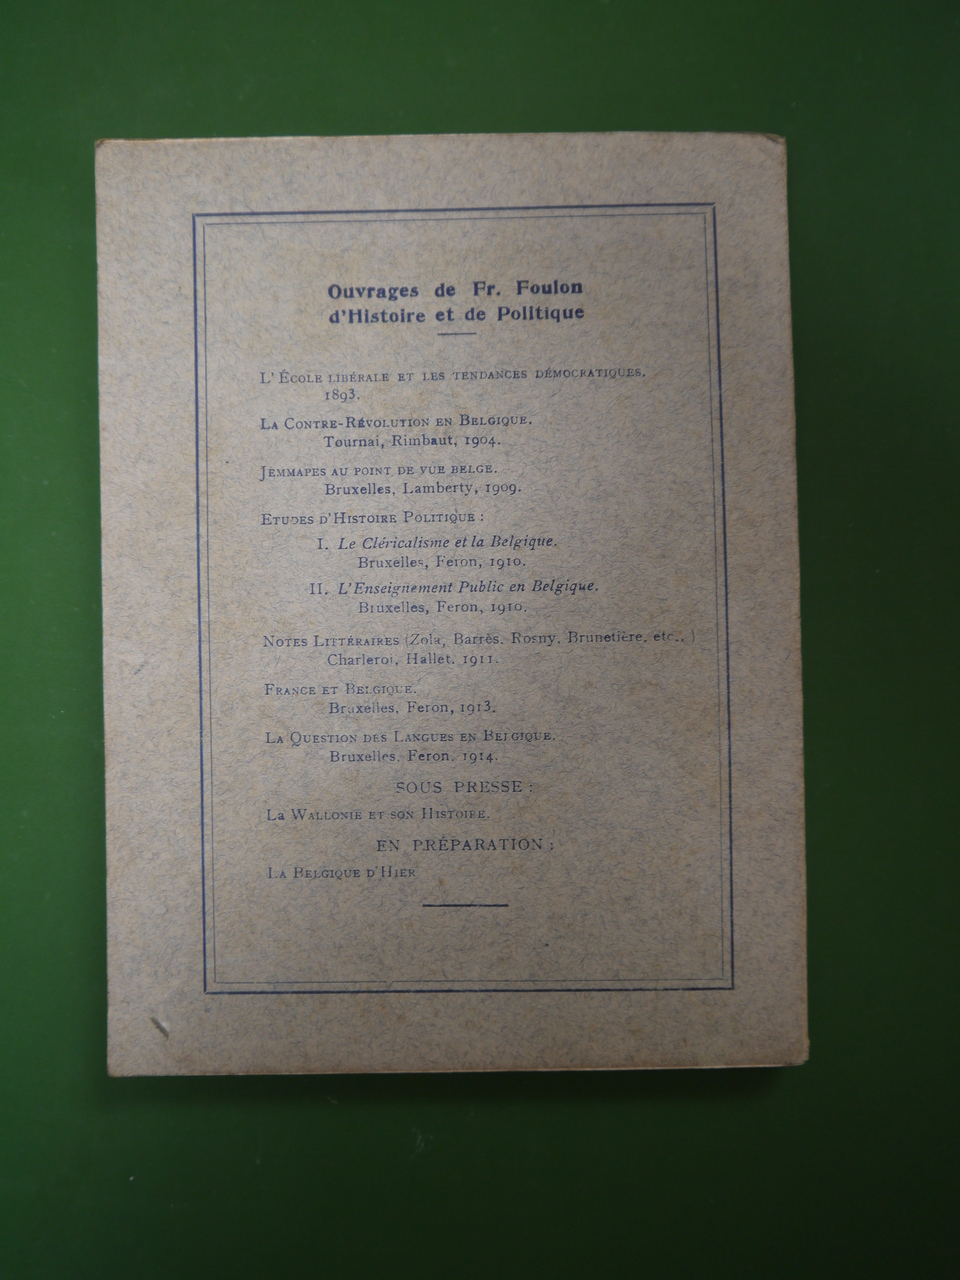 Ouvrages de Fr. Foulon
d'Histoire et de Politique
L'École libérale et les tendances démocratiques.
1893.
La Contre-Révolution en Belgique.
Tournai, Rimbaut, 1904.
Jemmapes au point de vue belge.
Bruxelles, Lamberty, 1909.
Etudes d'Histoire Politique :
I. Le Cléricalisme et la Belgique.
Bruxelles, Feron, 1910.
II. L'Enseignement Public en Belgique.
Bruxelles, Feron, 1910.
Notes Littéraires (Zola, Barrès, Rosny, Brunetière, etc..)
Charleroi, Hallet, 1911.
France et Belgique.
Bruxelles, Feron, 1913.
La Question des Langues en Belgique.
Bruxelles, Feron, 1914.
SOUS PRESSE :
La Wallonie et son Histoire.
EN PRÉPARATION :
La Belgique d'Hier